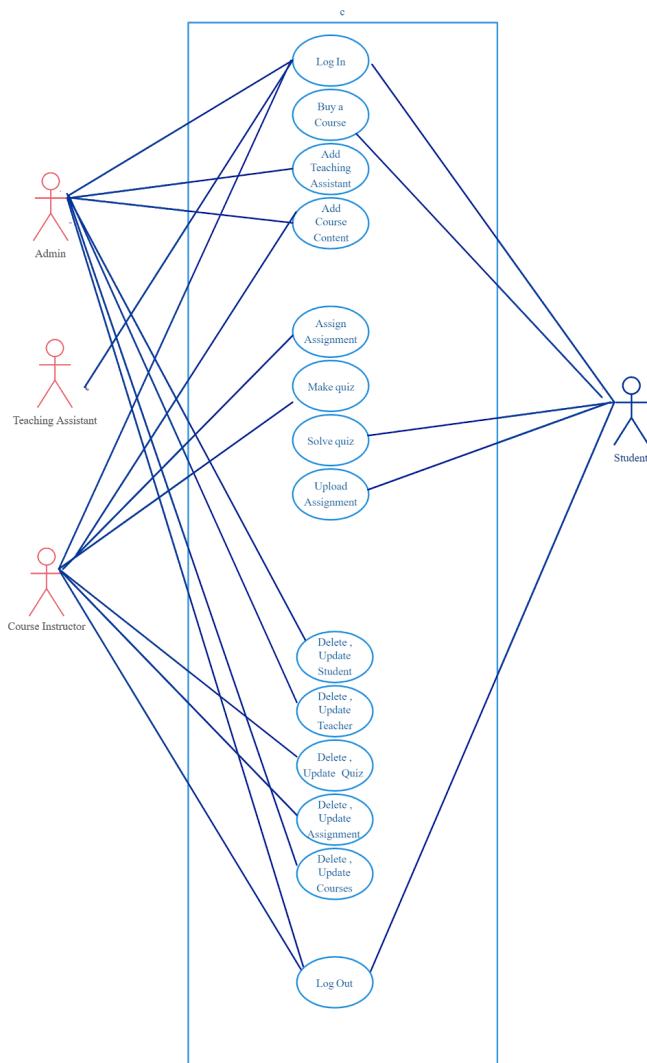 c
Log In
Buy a
Course
Add
Teaching
Assistant
Add
Course
Content
Admin
Assign
Assignment
Make quiz
Teaching Assistant
Solve quiz
Student
Upload
Assignment
Course Instructor
Delete ,
Update
Student
Delete ,
Update
Teacher
Delete ,
Update Quiz
Delete ,
Update
Assignment
Delete ,
Update
Courses
Log Out